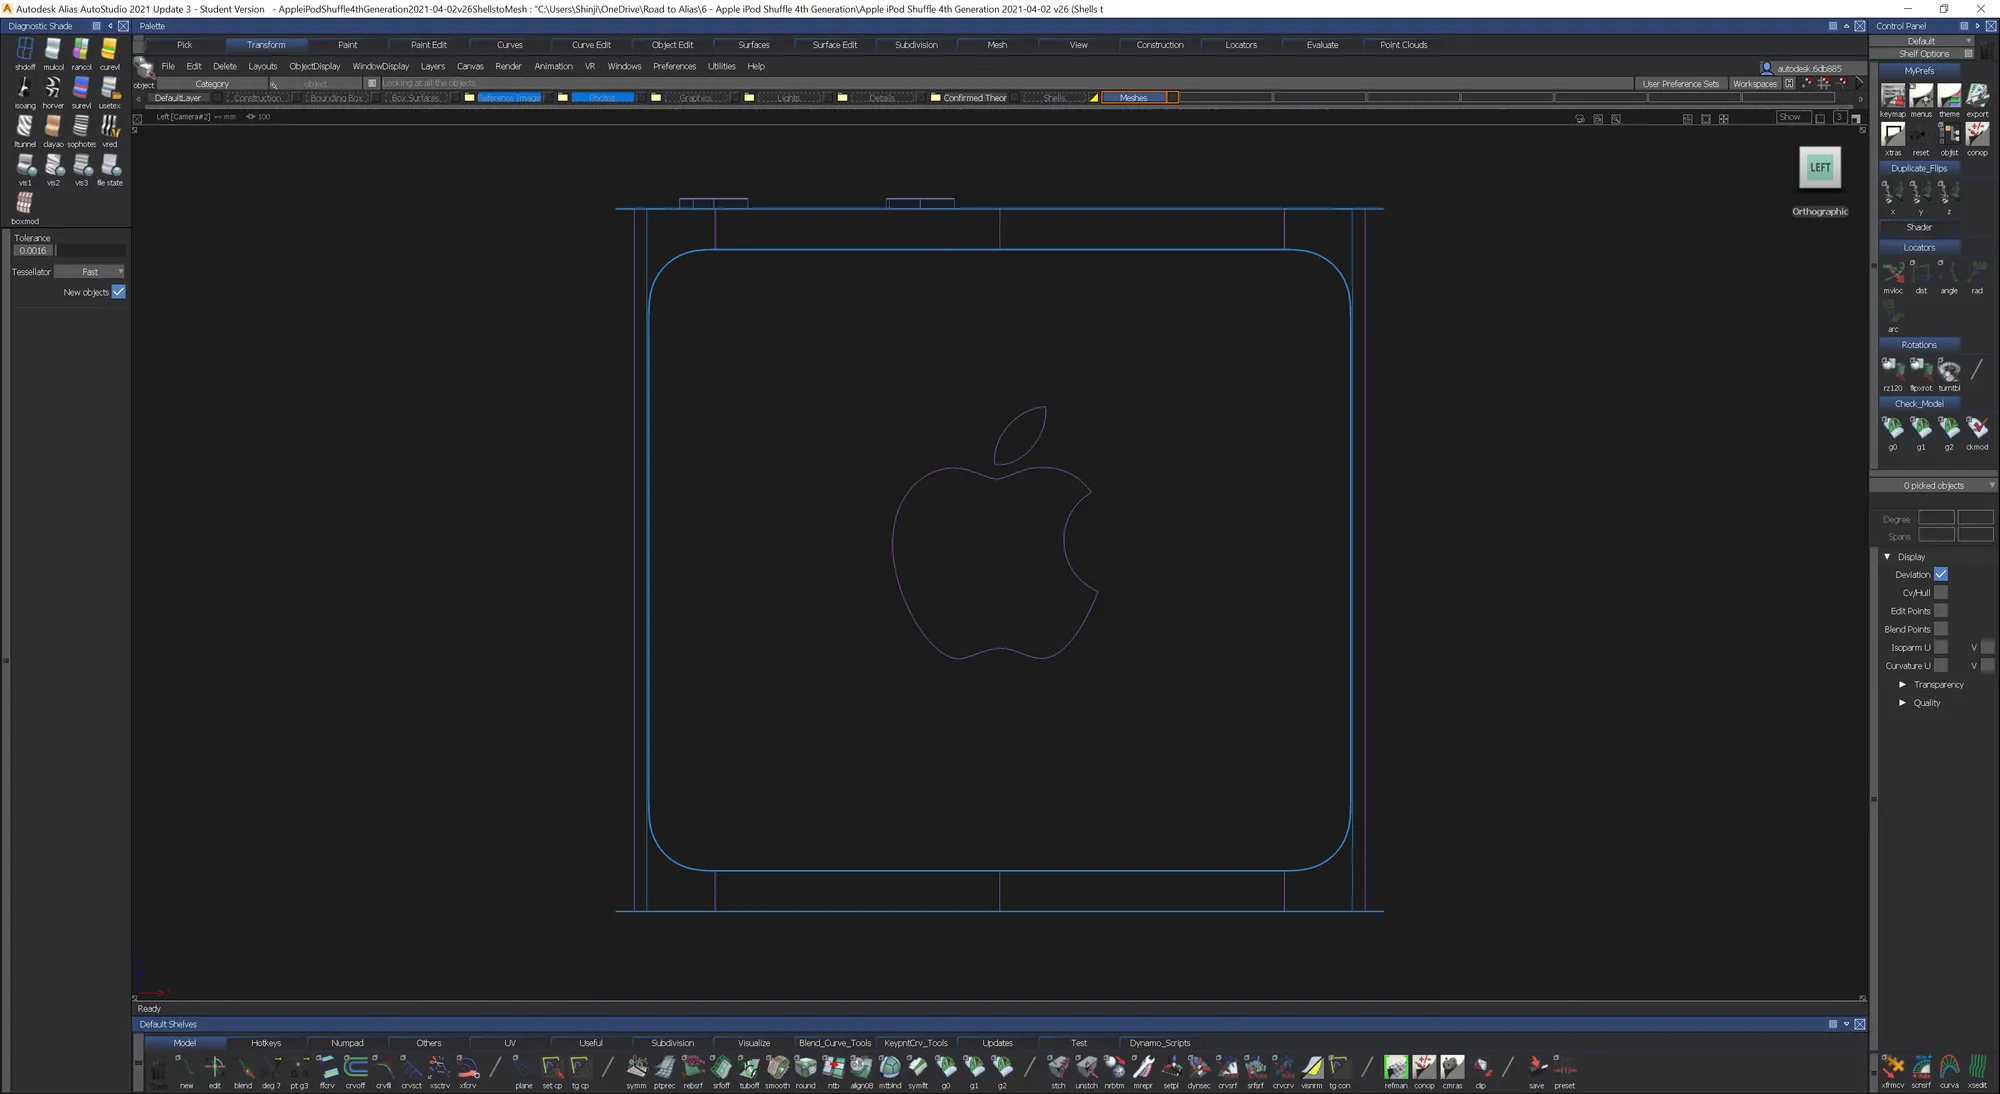 Autodesk Alias AutoStudio 2021 Update 3 - Student Version - AppleiPodShuffle4thGeneration2021-04-02v26ShellstoMesh : "C:\Users\Shinji\OneDrive\Road to Alias\6 - Apple iPod Shuffle 4th Generation\Apple iPod Shuffle 4th Generation 2021-04-02 v26 (Shells t
Diagnostic Shade Palette Control Panel
Pick Transform Paint Paint Edit Curves Curve Edit Object Edit Surfaces Surface Edit Subdivision Mesh View Construction Locators Evaluate Point Clouds
Default
Shelf Options
File Edit Delete Layouts ObjectDisplay WindowDisplay Layers Canvas Render Animation VR Windows Preferences Utilities Help
autodesk.6db885
object Category object Looking at all the objects User Preference Sets Workspaces
DefaultLayer Construction Bounding Box Box Surfaces Reference Image Photos Graphics Lights Details Confirmed Theor Shells Meshes
Left [Camera#2] == mm 100 Show 3
shdoff mulcol rancol curevl
isoang horver surevl usetex
ltunnel clayao sophotes vred
vis1 vis2 vis3 file state
boxmod
Tolerance
0.0016
Tessellator Fast
New objects
LEFT
Orthographic
MyPrefs
keymap menus theme export
xtras reset objlst conop
Duplicate_Flips
x y z
Shader
Locators
mvloc dist angle rad
arc
Rotations
rz120 flpxrot turntbl
Check_Model
g0 g1 g2 ckmod
0 picked objects
Degree
Spans
Display
Deviation
Cv/Hull
Edit Points
Blend Points
Isoparm U V
Curvature U V
Transparency
Quality
Ready
Default Shelves
Model Hotkeys Numpad Others UV Useful Subdivision Visualize Blend_Curve_Tools KeypntCrv_Tools Updates Test Dynamo_Scripts
Trash new edit blend deg 7 pt g3 ffcrv crvoff crvfil crvsct xsctrv xfcrv plane set cp tg cp symm ptprec rebsrf srfoff tuboff smooth round ntb align08 mtblnd symflt g0 g1 g2 stch unstch nrbtm mrepr setpl dynsec crvsrf srfsrf crvcrv visnrm tg con refman conop cmras clip save preset
xfrmcv scnsrf curva xsedit